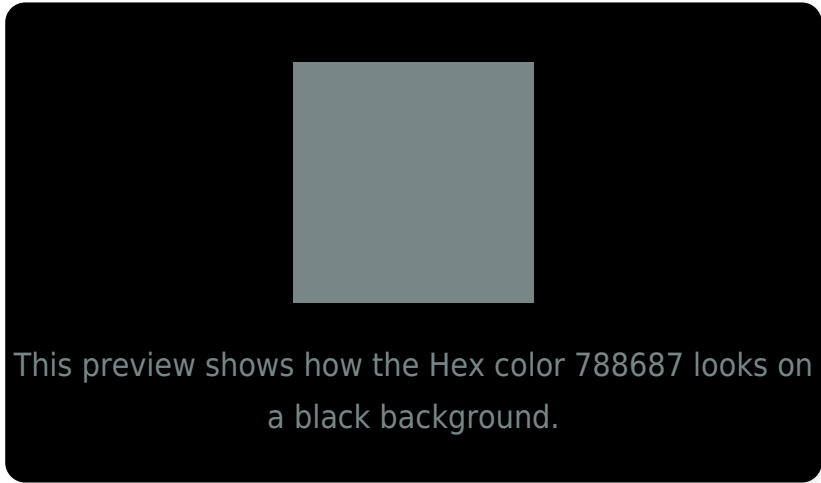 This preview shows how the Hex color 788687 looks on
a black background.